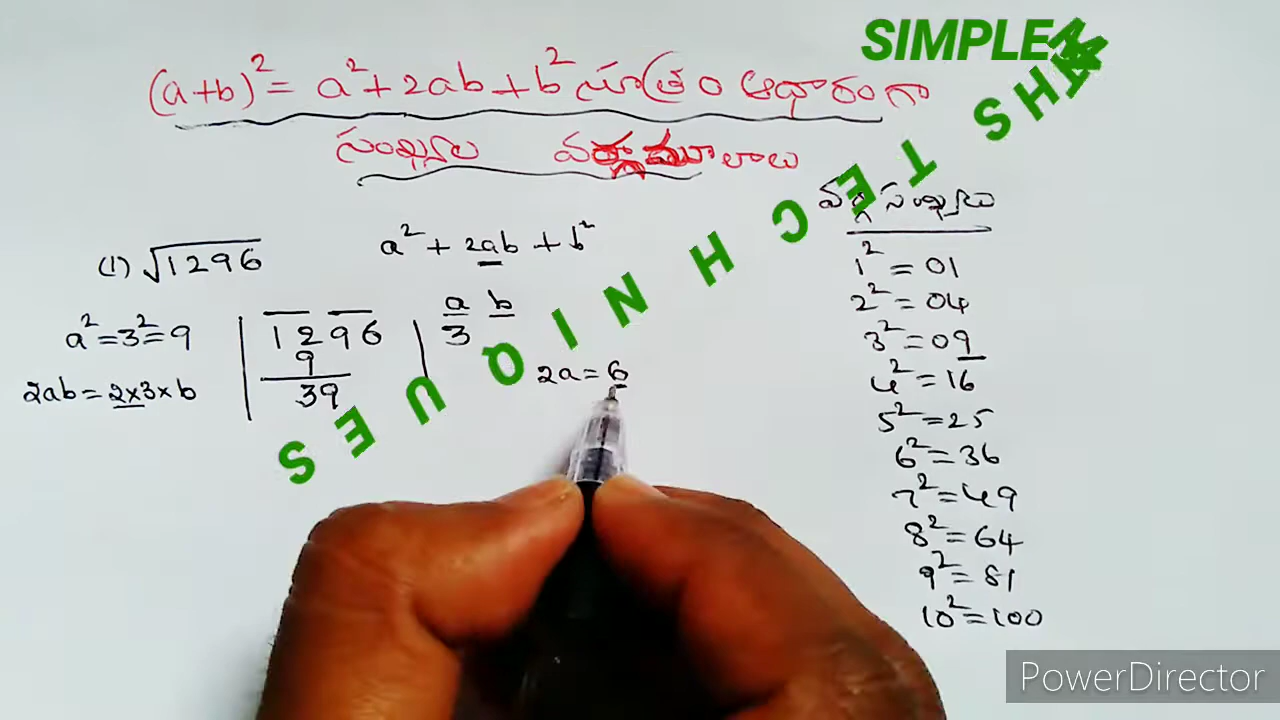 (a+b)² = a² + 2ab + b² సూత్రం ఆధారంగా
సంఖ్యల వర్గమూలాలు
SIMPLE MATHS TECHNIQUES
వర్గ సంఖ్యలు
(1) √1296
a² + 2ab + b²
a² = 3² = 9
1296
a b
3
2ab = 2×3×b
9
39
2a = 6
1² = 01
2² = 04
3² = 09
4² = 16
5² = 25
6² = 36
7² = 49
8² = 64
9² = 81
10² = 100
PowerDirector